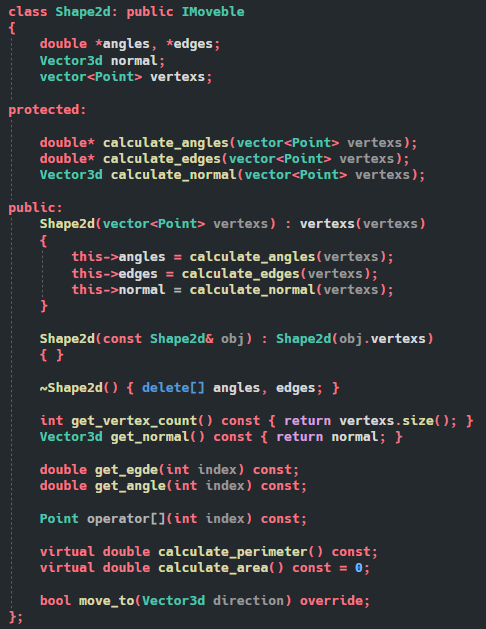 class Shape2d: public IMoveble
{
double *angles, *edges;
Vector3d normal;
vector<Point> vertexs;
protected:
double* calculate_angles(vector<Point> vertexs);
double* calculate_edges(vector<Point> vertexs);
Vector3d calculate_normal(vector<Point> vertexs);
public:
Shape2d(vector<Point> vertexs) : vertexs(vertexs)
{
this->angles = calculate_angles(vertexs);
this->edges = calculate_edges(vertexs);
this->normal = calculate_normal(vertexs);
}
Shape2d(const Shape2d& obj) : Shape2d(obj.vertexs)
{ }
~Shape2d() { delete[] angles, edges; }
int get_vertex_count() const { return vertexs.size(); }
Vector3d get_normal() const { return normal; }
double get_egde(int index) const;
double get_angle(int index) const;
Point operator[](int index) const;
virtual double calculate_perimeter() const;
virtual double calculate_area() const = 0;
bool move_to(Vector3d direction) override;
};